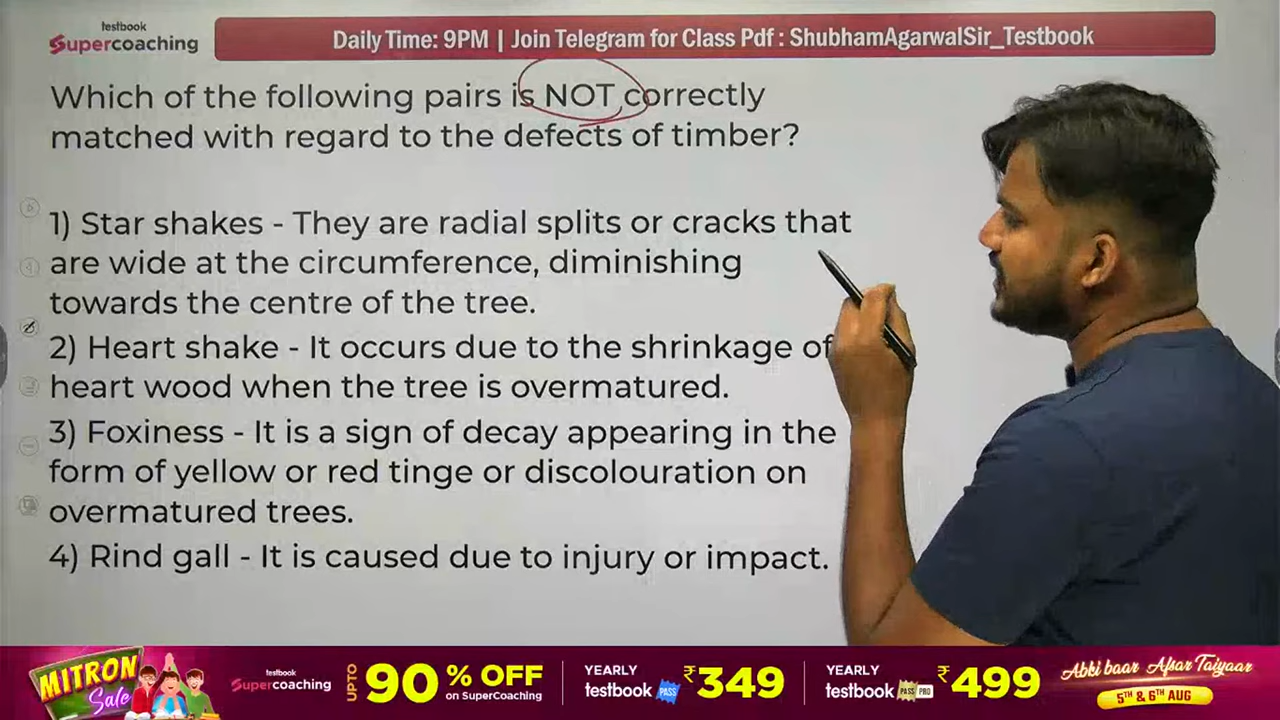 testbook
Supercoaching
Daily Time: 9PM | Join Telegram for Class Pdf : ShubhamAgarwalSir_Testbook
Which of the following pairs is NOT correctly
matched with regard to the defects of timber?
1) Star shakes - They are radial splits or cracks that
are wide at the circumference, diminishing
towards the centre of the tree.
2) Heart shake - It occurs due to the shrinkage of
heart wood when the tree is overmatured.
3) Foxiness - It is a sign of decay appearing in the
form of yellow or red tinge or discolouration on
overmatured trees.
4) Rind gall - It is caused due to injury or impact.
MITRON
Sale
testbook
Supercoaching
UPTO 90 % OFF
on SuperCoaching
YEARLY
testbook PASS ₹349
YEARLY
testbook PASS PRO ₹499
Abki baar Afsar Taiyaar
5TH & 6TH AUG